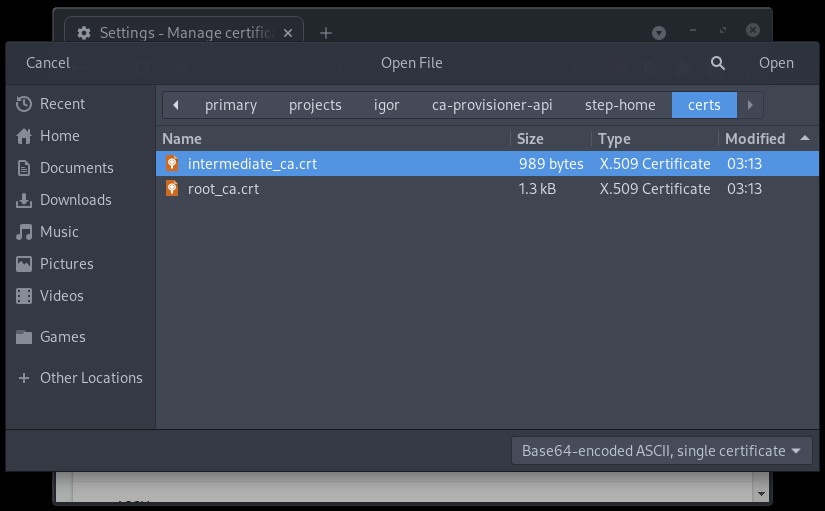 Settings - Manage certific
Cancel
Open File
Open
primary
projects
igor
ca-provisioner-api
step-home
certs
Recent
Home
Documents
Downloads
Music
Pictures
Videos
Games
Other Locations
Name Size Type Modified
intermediate_ca.crt 989 bytes X.509 Certificate 03:13
root_ca.crt 1.3 kB X.509 Certificate 03:13
Base64-encoded ASCII, single certificate